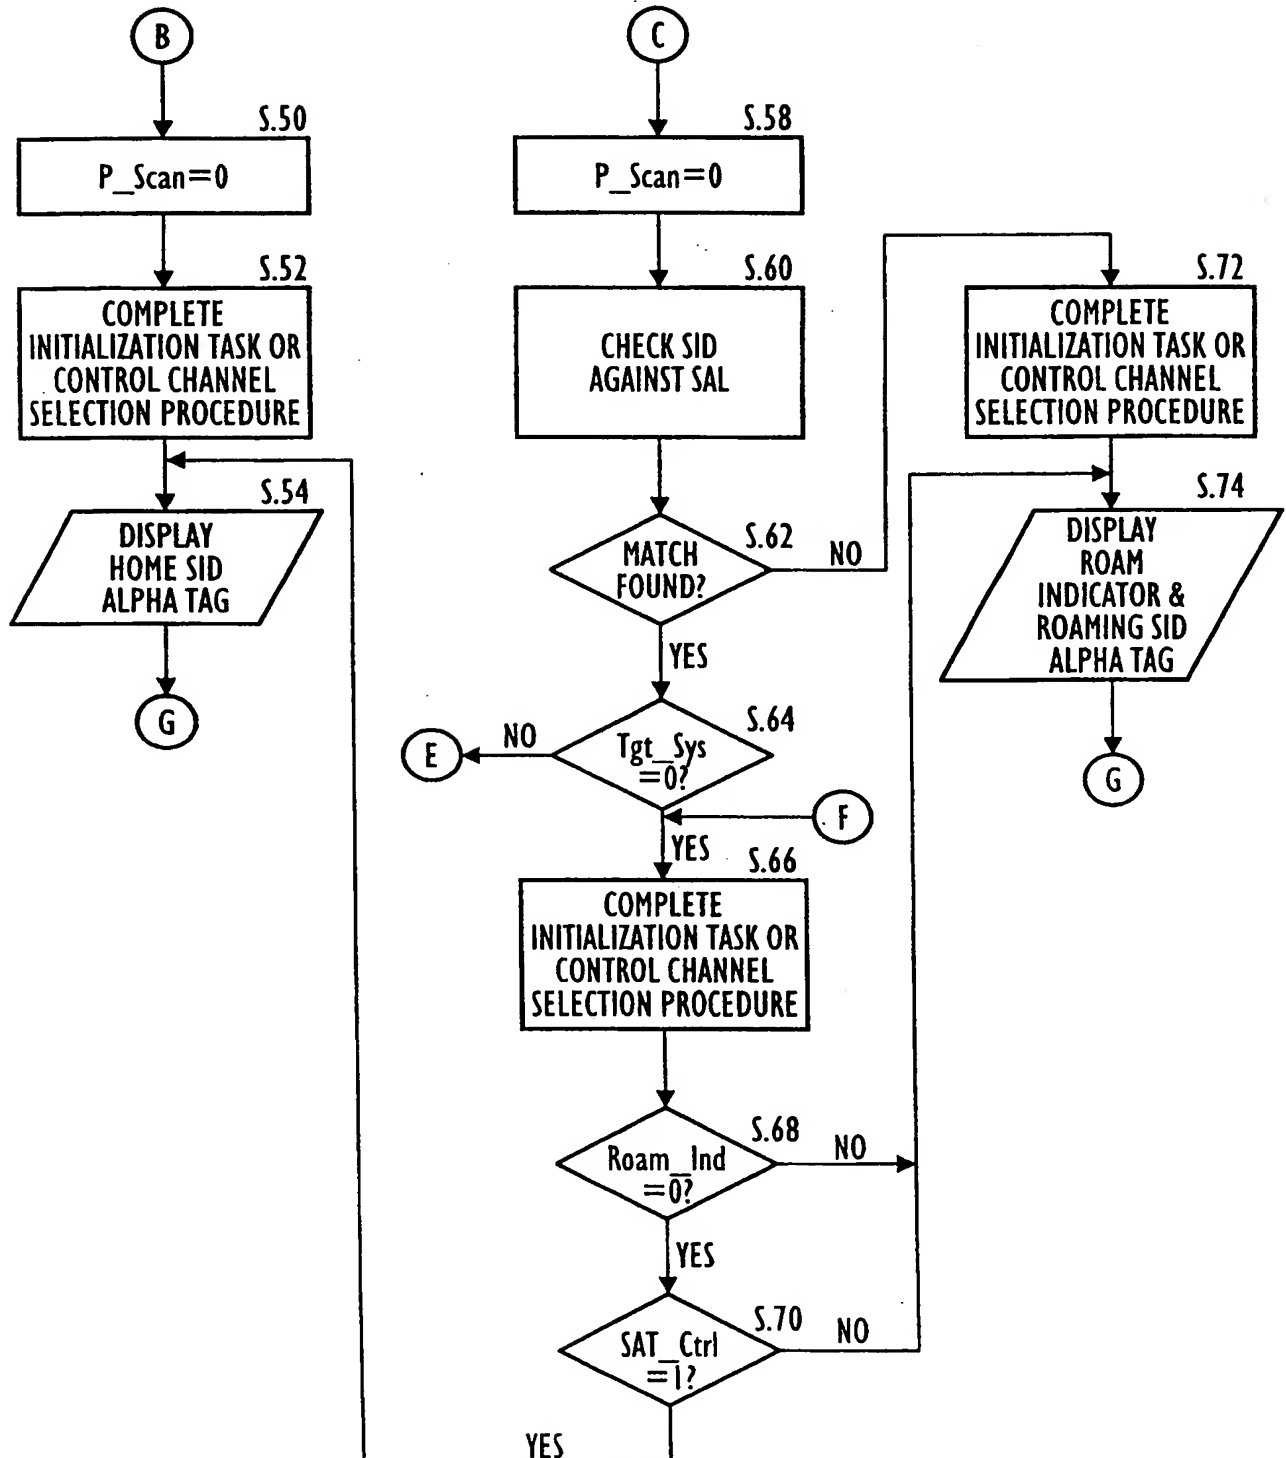 B
S.50
P_Scan=0
S.52
COMPLETE
INITIALIZATION TASK OR
CONTROL CHANNEL
SELECTION PROCEDURE
S.54
DISPLAY
HOME SID
ALPHA TAG
G
C
S.58
P_Scan=0
S.60
CHECK SID
AGAINST SAL
S.62
MATCH
FOUND?
NO
YES
S.64
Tgt_Sys
=0?
NO
E
F
YES
S.66
COMPLETE
INITIALIZATION TASK OR
CONTROL CHANNEL
SELECTION PROCEDURE
S.68
Roam_Ind
=0?
NO
YES
S.70
SAT_Ctrl
=1?
NO
YES
S.72
COMPLETE
INITIALIZATION TASK OR
CONTROL CHANNEL
SELECTION PROCEDURE
S.74
DISPLAY
ROAM
INDICATOR &
ROAMING SID
ALPHA TAG
G